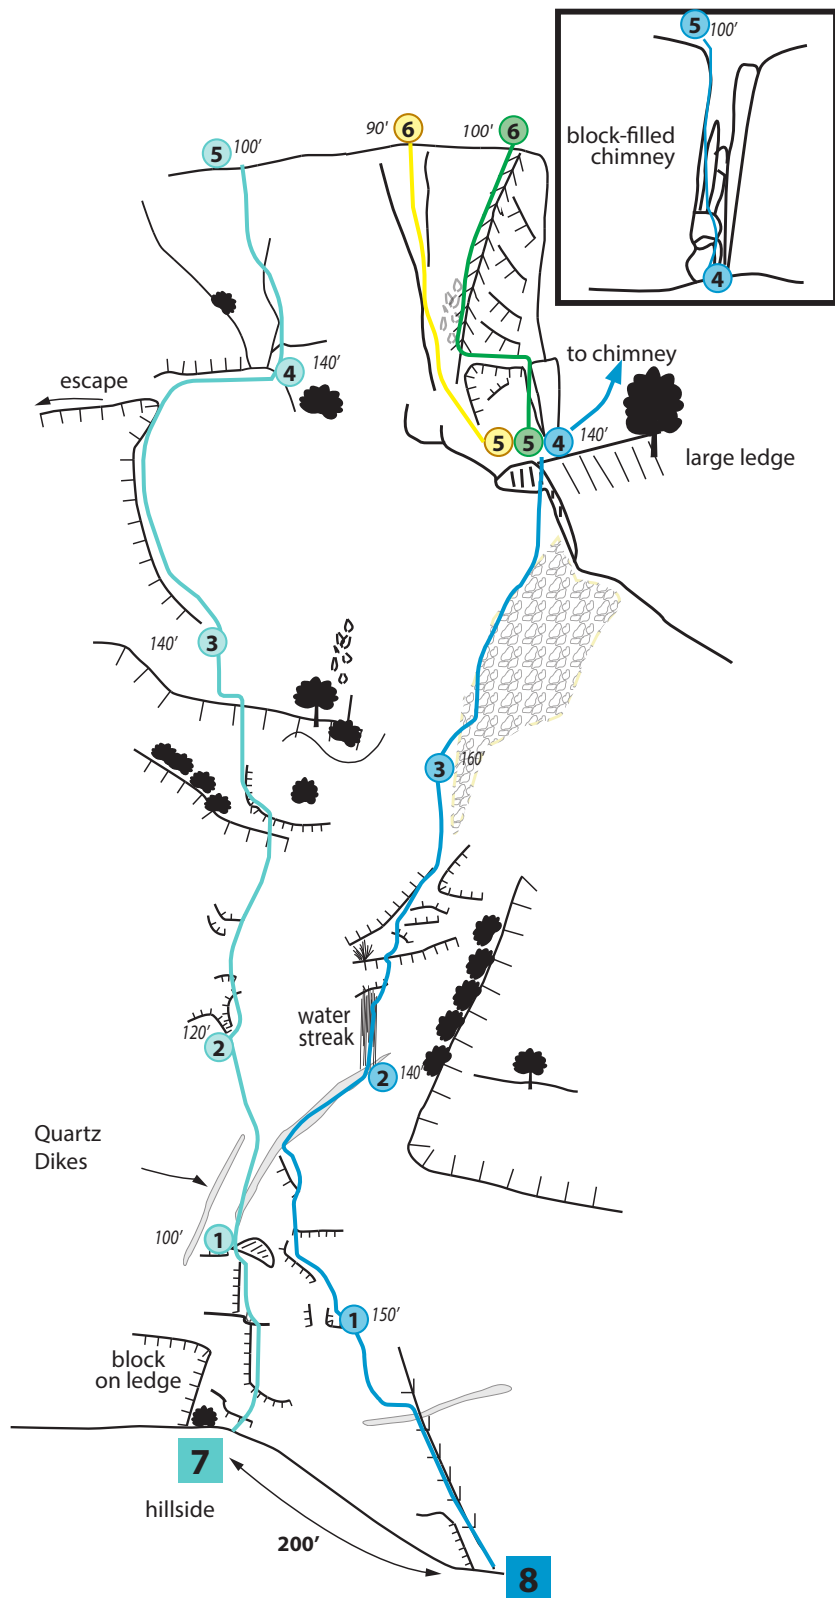 5 100'
block-filled
chimney
4
90' 6
100' 6
5 100'
to chimney
4 140'
escape
5 5 4 140'
large ledge
140' 3
3 160'
water
streak
120' 2
2 140'
Quartz
Dikes
100' 1
1 150'
block
on ledge
7
hillside
200'
8